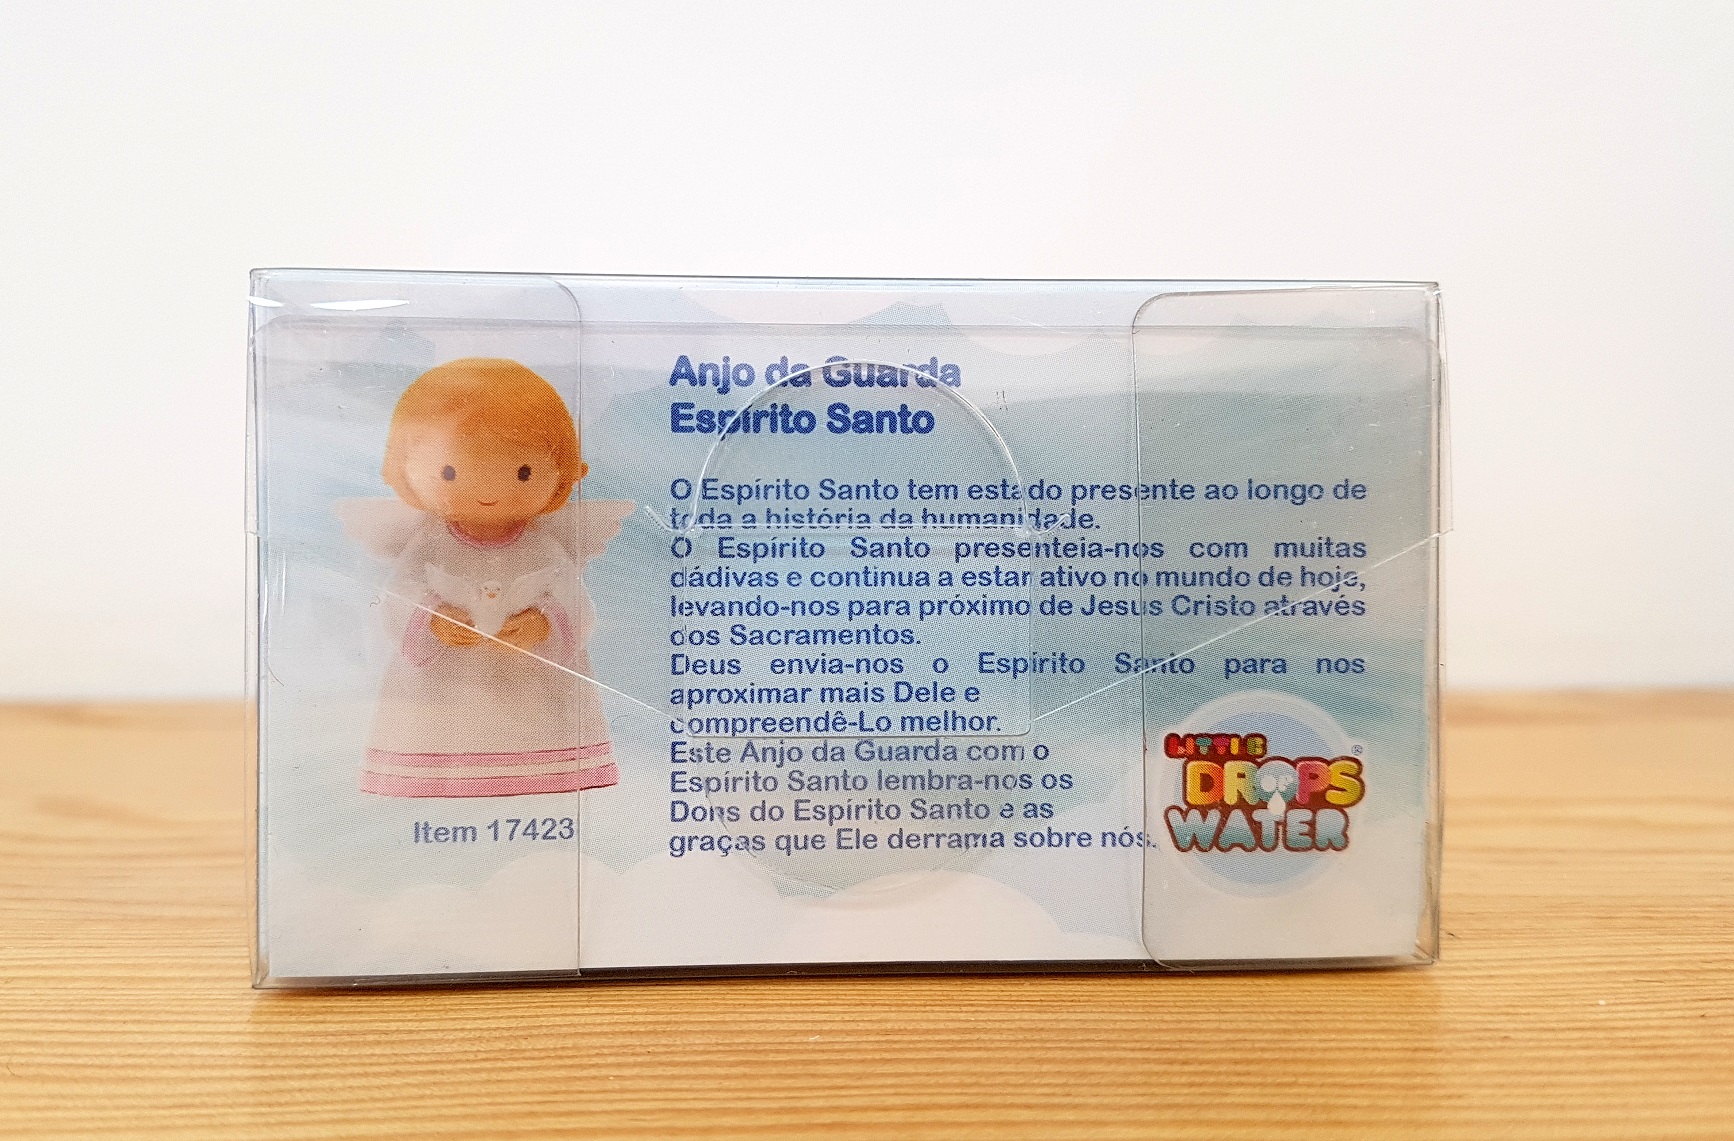 Anjo da Guarda
Espírito Santo
O Espírito Santo tem estado presente ao longo de
toda a história da humanidade.
O Espírito Santo presenteia-nos com muitas
dádivas e continua a estar ativo no mundo de hoje,
levando-nos para próximo de Jesus Cristo através
dos Sacramentos.
Deus envia-nos o Espírito Santo para nos
aproximar mais Dele e
compreendê-Lo melhor.
Este Anjo da Guarda com o
Espírito Santo lembra-nos os
Dons do Espírito Santo e as
graças que Ele derrama sobre nós.
Item 17423
LITTLE
DROPS
WATER
®